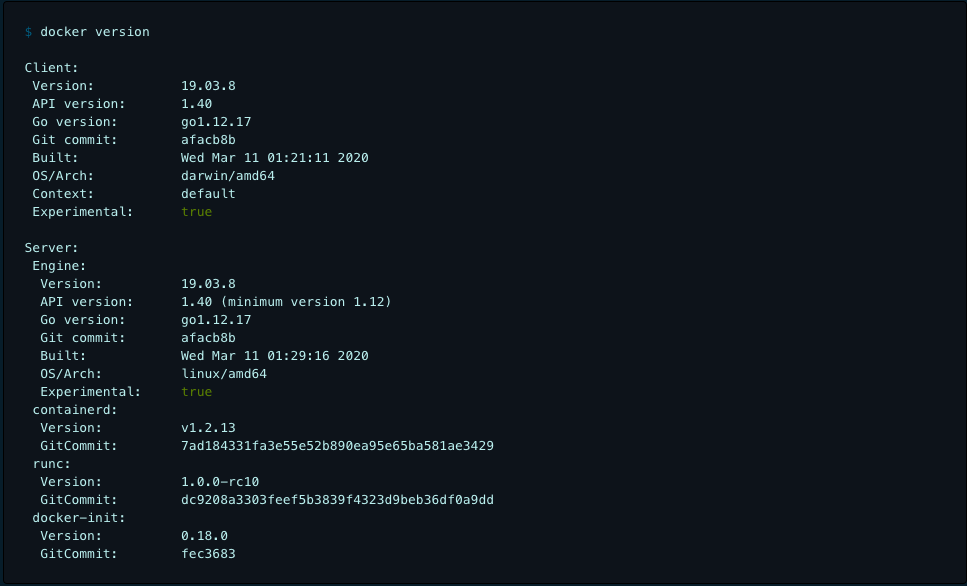 $ docker version
Client:
Version: 19.03.8
API version: 1.40
Go version: go1.12.17
Git commit: afacb8b
Built: Wed Mar 11 01:21:11 2020
OS/Arch: darwin/amd64
Context: default
Experimental: true
Server:
Engine:
Version: 19.03.8
API version: 1.40 (minimum version 1.12)
Go version: go1.12.17
Git commit: afacb8b
Built: Wed Mar 11 01:29:16 2020
OS/Arch: linux/amd64
Experimental: true
containerd:
Version: v1.2.13
GitCommit: 7ad184331fa3e55e52b890ea95e65ba581ae3429
runc:
Version: 1.0.0-rc10
GitCommit: dc9208a3303feef5b3839f4323d9beb36df0a9dd
docker-init:
Version: 0.18.0
GitCommit: fec3683